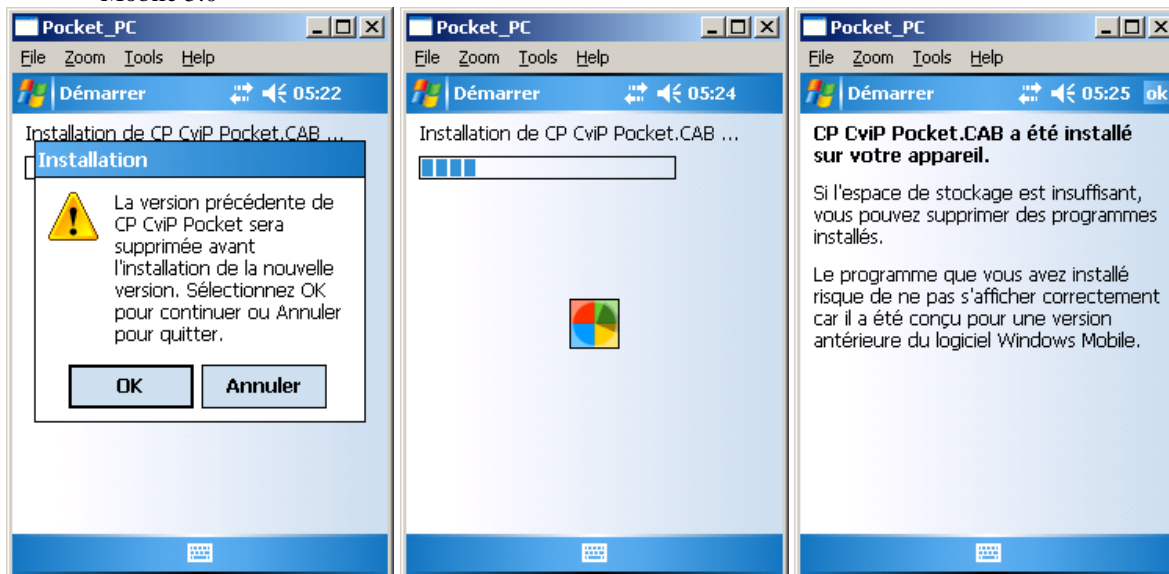 Mobile 5.0
Pocket_PC
File Zoom Tools Help
Démarrer 05:22
Installation de CP CviP Pocket.CAB ...
Installation
La version précédente de
CP CviP Pocket sera
supprimée avant
l'installation de la nouvelle
version. Sélectionnez OK
pour continuer ou Annuler
pour quitter.
OK Annuler
Pocket_PC
File Zoom Tools Help
Démarrer 05:24
Installation de CP CviP Pocket.CAB ...
Pocket_PC
File Zoom Tools Help
Démarrer 05:25 ok
CP CviP Pocket.CAB a été installé
sur votre appareil.
Si l'espace de stockage est insuffisant,
vous pouvez supprimer des programmes
installés.
Le programme que vous avez installé
risque de ne pas s'afficher correctement
car il a été conçu pour une version
antérieure du logiciel Windows Mobile.